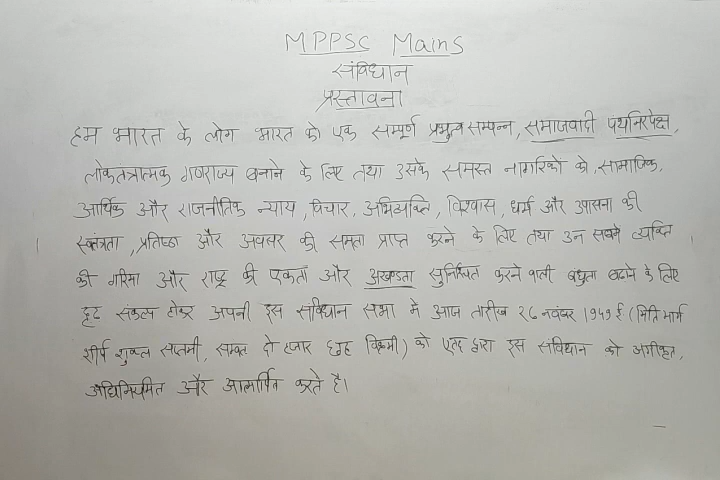 MPPSC Mains
संविधान
प्रस्तावना
हम भारत के लोग भारत को एक सम्पूर्ण प्रभुत्व सम्पन्न, समाजवादी पंथनिरपेक्ष,
लोकतंत्रात्मक गणराज्य बनाने के लिए तथा उसके समस्त नागरिकों को, सामाजिक,
आर्थिक और राजनीतिक न्याय, विचार, अभिव्यक्ति, विश्वास, धर्म और उपासना की
स्वतंत्रता, प्रतिष्ठा और अवसर की समता प्राप्त करने के लिए तथा उन सबमे व्यक्ति
की गरिमा और राष्ट्र की एकता और अखण्डता सुनिश्चित करने वाली बंधुता बढाने के लिए
दृढ संकल्प होकर अपनी इस संविधान सभा मे आज तारीख २६ नवंबर 1949 ई (मिति मार्ग
शीर्ष शुक्ल सप्तमी, सम्वत दो हजार छह विक्रमी) को एतद द्वारा इस संविधान को अंगीकृत,
अधिनियमित और आत्मार्पित करते है।